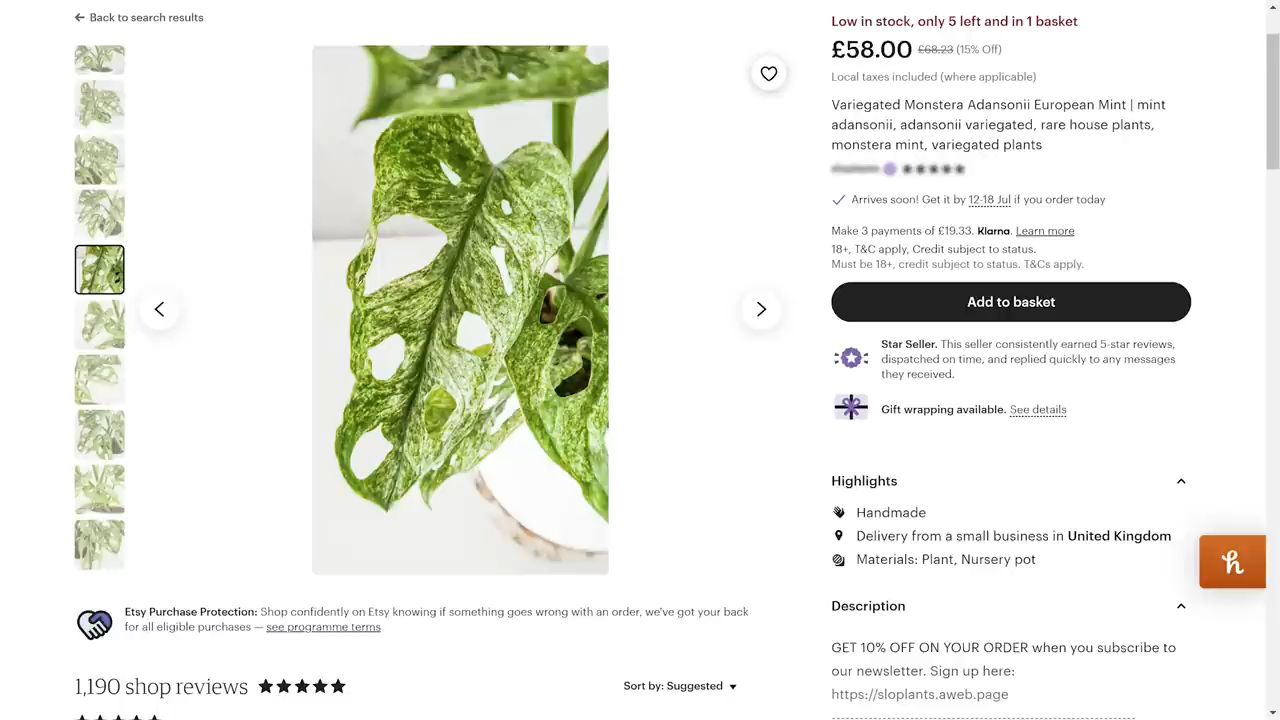 Back to search results
Low in stock, only 5 left and in 1 basket
£58.00 £68.23 (15% Off)
Local taxes included (where applicable)
Variegated Monstera Adansonii European Mint | mint
adansonii, adansonii variegated, rare house plants,
monstera mint, variegated plants
Arrives soon! Get it by 12-18 Jul if you order today
Make 3 payments of £19.33. Klarna. Learn more
18+, T&C apply, Credit subject to status.
Must be 18+, credit subject to status. T&Cs apply.
Add to basket
Star Seller. This seller consistently earned 5-star reviews,
dispatched on time, and replied quickly to any messages
they received.
Gift wrapping available. See details
Highlights
Handmade
Delivery from a small business in United Kingdom
Materials: Plant, Nursery pot
Description
GET 10% OFF ON YOUR ORDER when you subscribe to
our newsletter. Sign up here:
https://sloplants.aweb.page
Etsy Purchase Protection: Shop confidently on Etsy knowing if something goes wrong with an order, we've got your back
for all eligible purchases — see programme terms
1,190 shop reviews
Sort by: Suggested